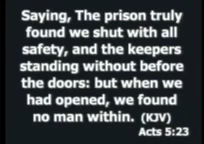 Saying, The prison truly
found we shut with all
safety, and the keepers
standing without before
the doors: but when we
had opened, we found
no man within. (KJV)
Acts 5:23